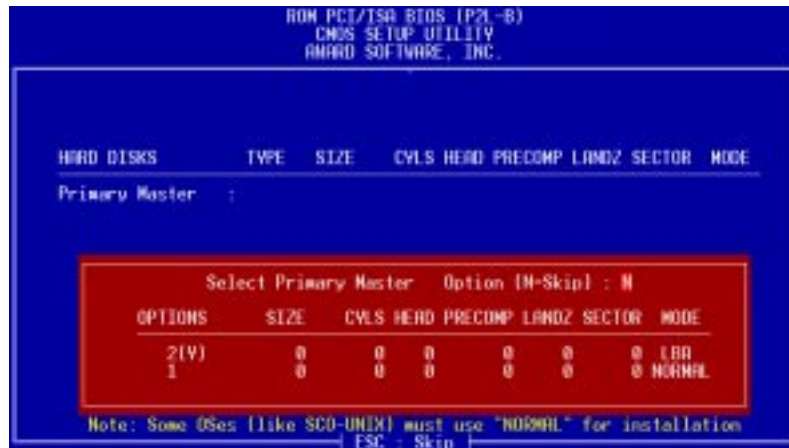 ROM PCI/ISA BIOS (P2L-B)
CMOS SETUP UTILITY
AWARD SOFTWARE, INC.
HARD DISKS TYPE SIZE CYLS HEAD PRECOMP LANDZ SECTOR MODE
Primary Master :
Select Primary Master Option (N-Skip) : N
OPTIONS SIZE CYLS HEAD PRECOMP LANDZ SECTOR MODE
2(Y) 0 0 0 0 0 0 LBA
1 0 0 0 0 0 0 NORMAL
Note: Some OSes (like SCO-UNIX) must use "NORMAL" for installation
ESC : Skip